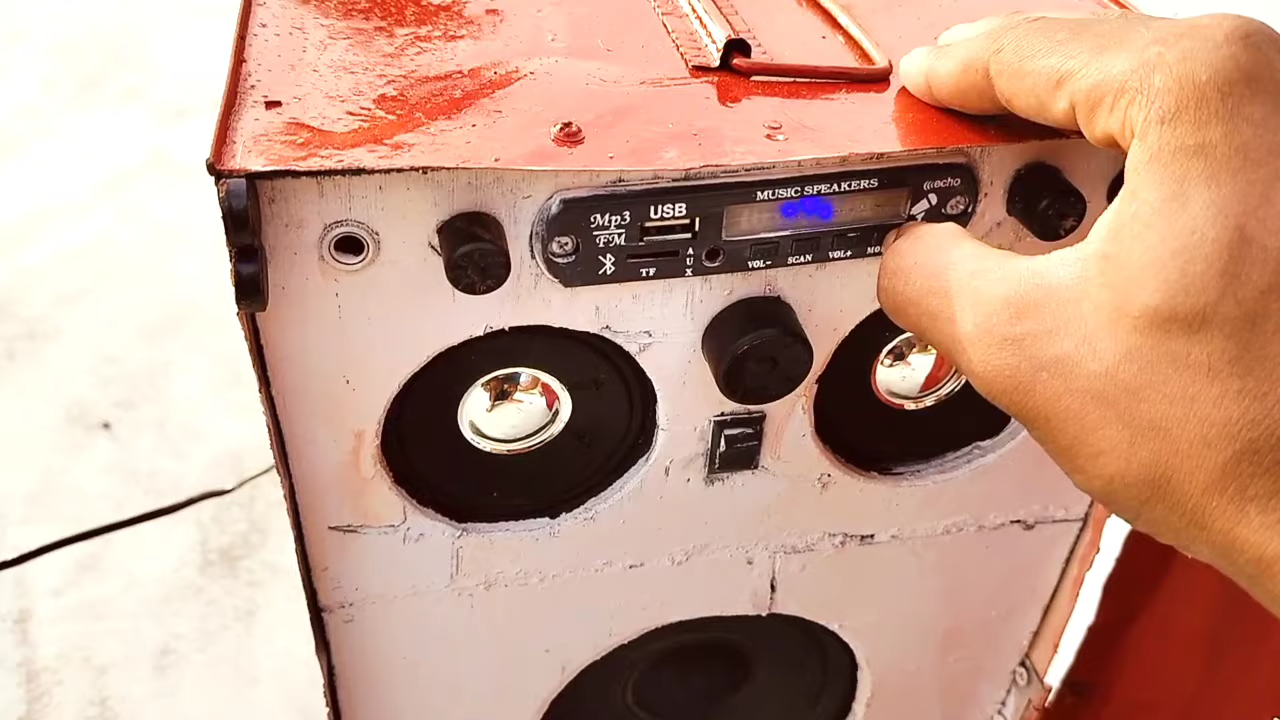 MUSIC SPEAKERS
echo
Mp3
FM
USB
TF
AUX
VOL-
SCAN
VOL+